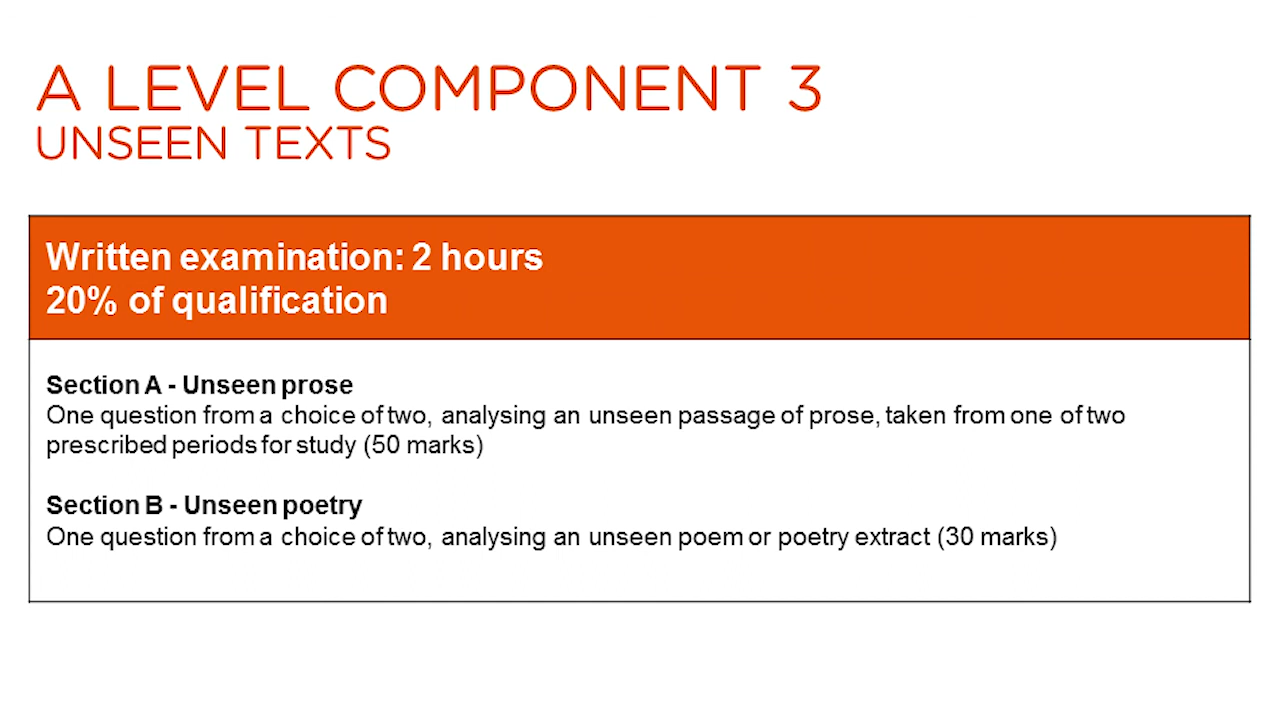 A LEVEL COMPONENT 3
UNSEEN TEXTS
Written examination: 2 hours
20% of qualification
Section A - Unseen prose
One question from a choice of two, analysing an unseen passage of prose, taken from one of two
prescribed periods for study (50 marks)
Section B - Unseen poetry
One question from a choice of two, analysing an unseen poem or poetry extract (30 marks)